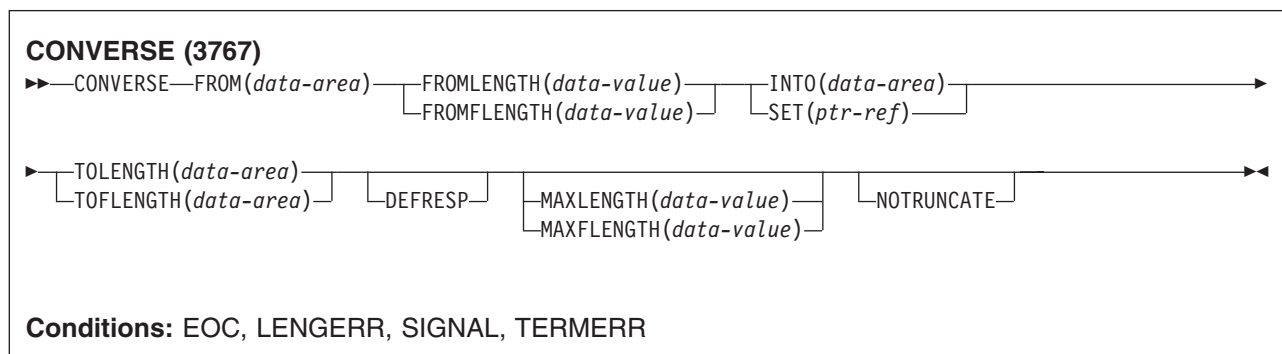 CONVERSE (3767)
CONVERSE FROM(data-area) FROMLENGTH(data-value) INTO(data-area)
FROMFLENGTH(data-value) SET(ptr-ref)
TOLENGTH(data-area)
TOFLENGTH(data-area) DEFRESP MAXLENGTH(data-value) NOTRUNCATE
MAXFLENGTH(data-value)
Conditions: EOC, LENGERR, SIGNAL, TERMERR